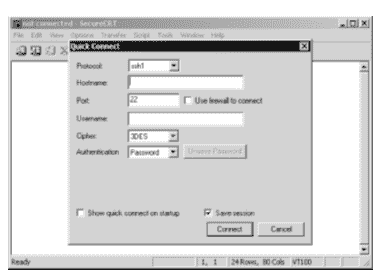 not connected - SecureCRT
File Edit View Options Transfer Script Tools Window Help
Quick Connect
Protocol: ssh1
Hostname:
Port: 22 Use firewall to connect
Username:
Cipher: 3DES
Authentication Password Unsave Password
Show quick connect on startup Save session
Connect Cancel
Ready 1, 1 24 Rows, 80 Cols VT100